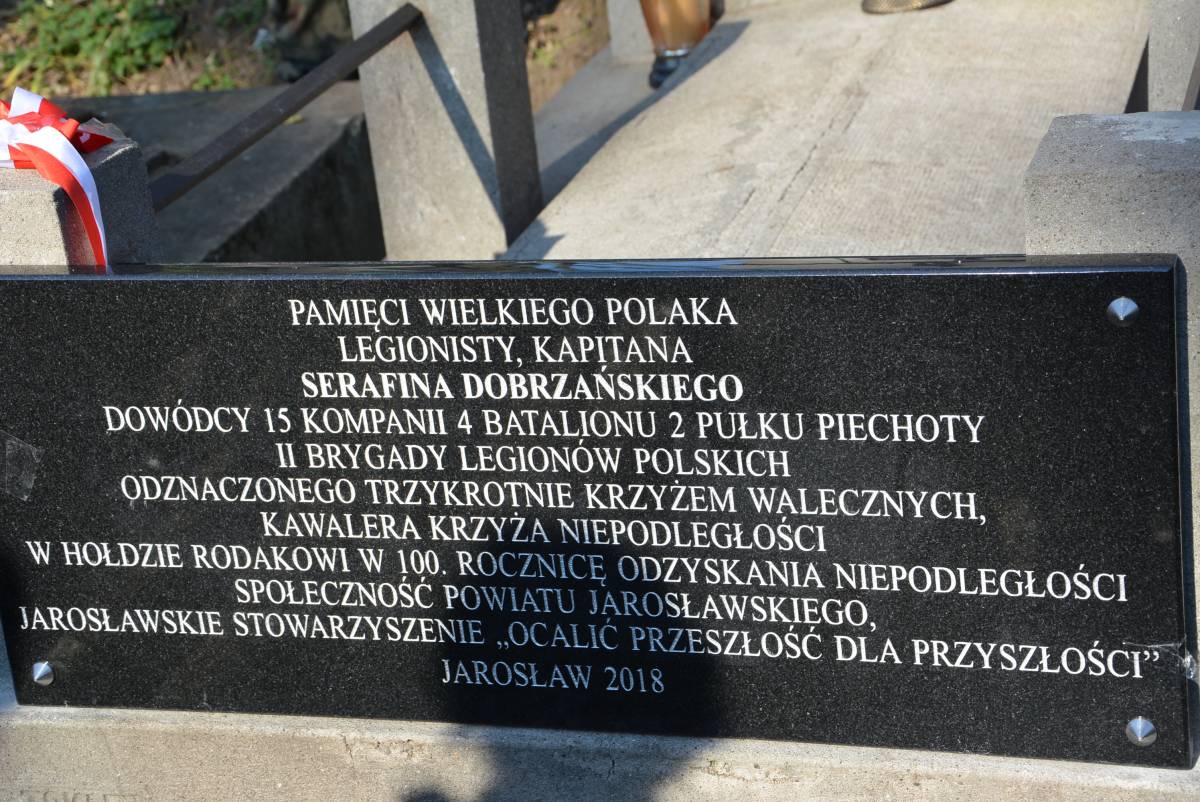 PAMIĘCI WIELKIEGO POLAKA
LEGIONISTY, KAPITANA
SERAFINA DOBRZAŃSKIEGO
DOWÓDCY 15 KOMPANII 4 BATALIONU 2 PUŁKU PIECHOTY
II BRYGADY LEGIONÓW POLSKICH
ODZNACZONEGO TRZYKROTNIE KRZYŻEM WALECZNYCH,
KAWALERA KRZYŻA NIEPODLEGŁOŚCI
W HOŁDZIE RODAKOWI W 100. ROCZNICĘ ODZYSKANIA NIEPODLEGŁOŚCI
SPOŁECZNOŚĆ POWIATU JAROSŁAWSKIEGO,
JAROSŁAWSKIE STOWARZYSZENIE „OCALIĆ PRZESZŁOŚĆ DLA PRZYSZŁOŚCI”
JAROSŁAW 2018